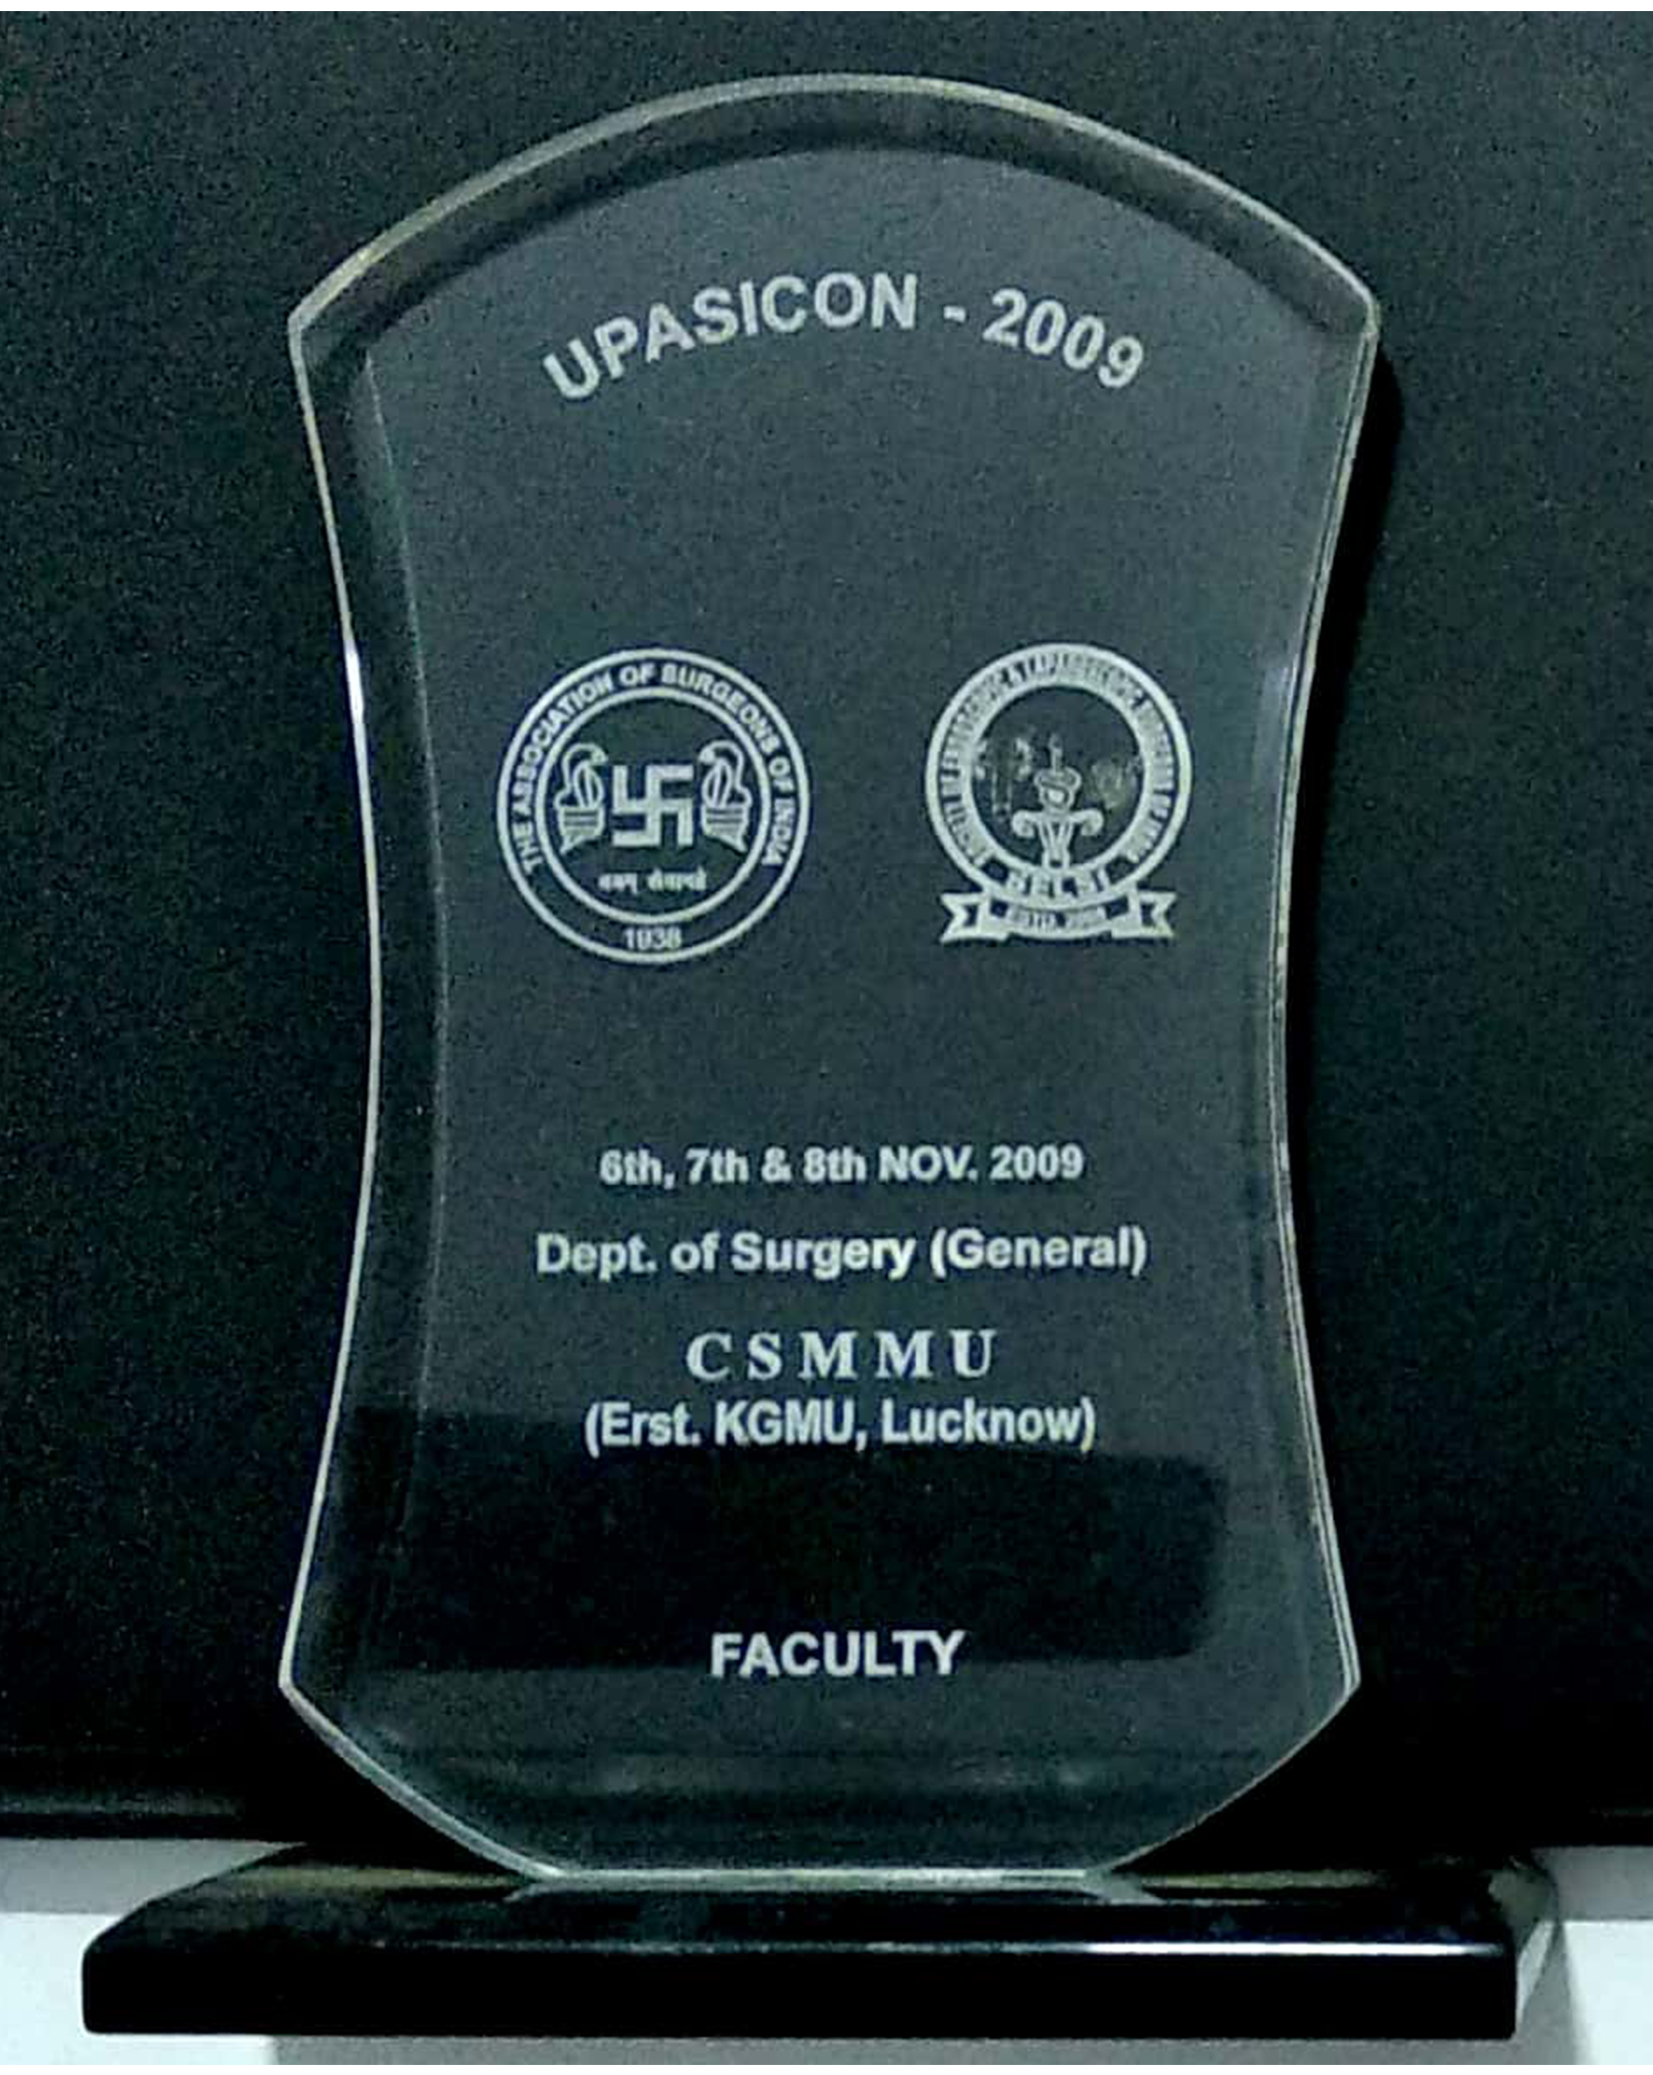 UPASICON - 2009
THE ASSOCIATION OF SURGEONS OF INDIA
1938
SELSI
6th, 7th & 8th NOV. 2009
Dept. of Surgery (General)
C S M M U
(Erst. KGMU, Lucknow)
FACULTY